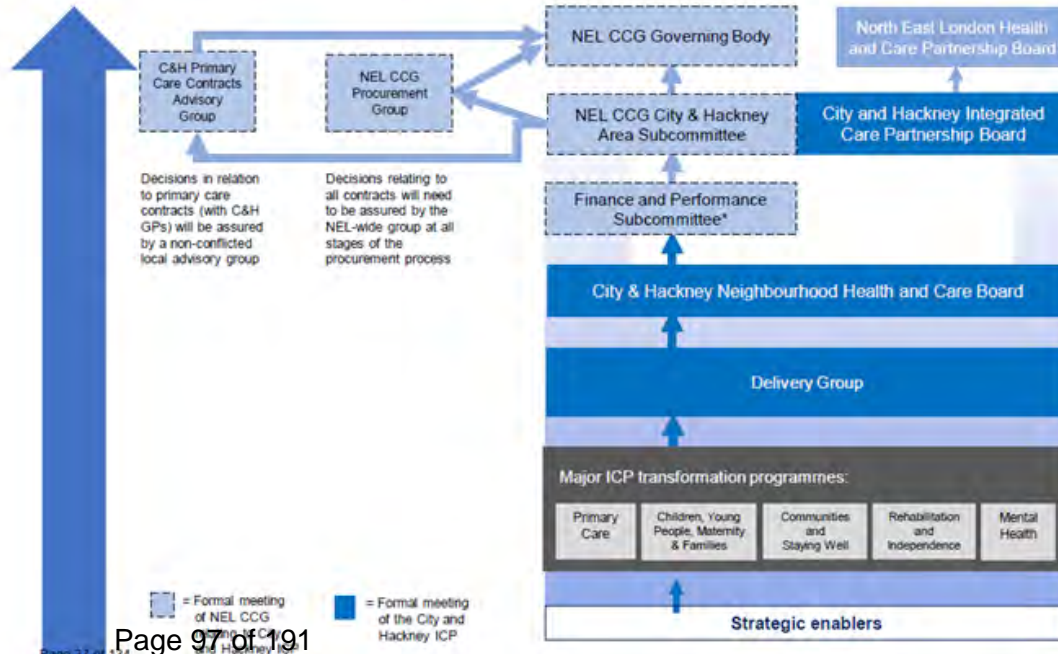 C&H Primary
Care Contracts
Advisory
Group
NEL CCG
Procurement
Group
NEL CCG Governing Body
North East London Health
and Care Partnership Board
NEL CCG City & Hackney
Area Subcommittee
City and Hackney Integrated
Care Partnership Board
Decisions in relation
to primary care
contracts (with C&H
GPs) will be assured
by a non-conflicted
local advisory group
Decisions relating to
all contracts will need
to be assured by the
NEL-wide group at all
stages of the
procurement process
Finance and Performance
Subcommittee*
City & Hackney Neighbourhood Health and Care Board
Delivery Group
Major ICP transformation programmes:
Primary
Care
Children, Young
People, Maternity
& Families
Communities
and
Staying Well
Rehabilitation
and
Independence
Mental
Health
Strategic enablers
= Formal meeting
of NEL CCG
and Hackney ICP
= Formal meeting
of the City and
Hackney ICP
Page 97 of 191